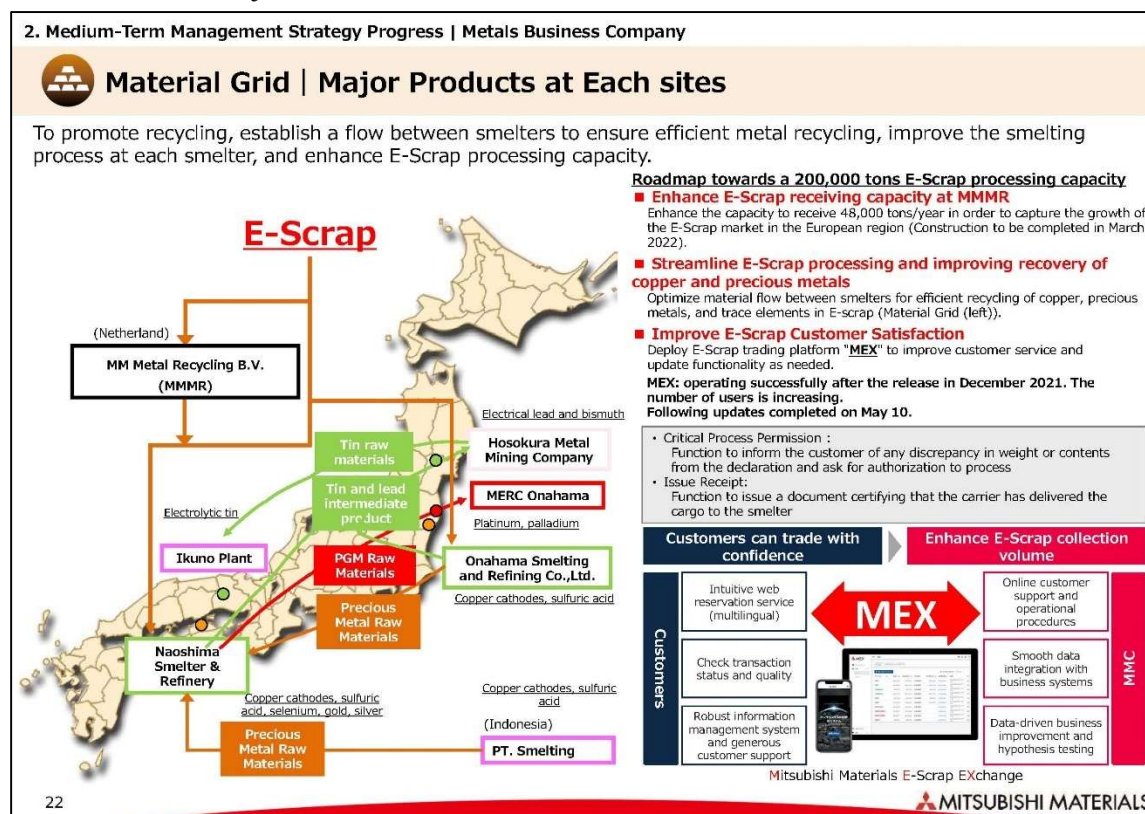 2. Medium-Term Management Strategy Progress | Metals Business Company
Material Grid | Major Products at Each sites
To promote recycling, establish a flow between smelters to ensure efficient metal recycling, improve the smelting
process at each smelter, and enhance E-Scrap processing capacity.
E-Scrap
(Netherland)
MM Metal Recycling B.V.
(MMMR)
Electrical lead and bismuth
Tin raw
materials
Hosokura Metal
Mining Company
Tin and lead
intermediate
product
MERC Onahama
Electrolytic tin
Platinum, palladium
Ikuno Plant
PGM Raw
Materials
Onahama Smelting
and Refining Co.,Ltd.
Copper cathodes, sulfuric acid
Precious
Metal Raw
Materials
Naoshima
Smelter &
Refinery
Copper cathodes, sulfuric
acid, selenium, gold, silver
Copper cathodes, sulfuric
acid
(Indonesia)
Precious
Metal Raw
Materials
PT. Smelting
Roadmap towards a 200,000 tons E-Scrap processing capacity
■ Enhance E-Scrap receiving capacity at MMMR
Enhance the capacity to receive 48,000 tons/year in order to capture the growth of
the E-Scrap market in the European region (Construction to be completed in March
2022).
■ Streamline E-Scrap processing and improving recovery of
copper and precious metals
Optimize material flow between smelters for efficient recycling of copper, precious
metals, and trace elements in E-scrap (Material Grid (left)).
■ Improve E-Scrap Customer Satisfaction
Deploy E-Scrap trading platform "MEX" to improve customer service and
update functionality as needed.
MEX: operating successfully after the release in December 2021. The
number of users is increasing.
Following updates completed on May 10.
• Critical Process Permission :
Function to inform the customer of any discrepancy in weight or contents
from the declaration and ask for authorization to process
• Issue Receipt:
Function to issue a document certifying that the carrier has delivered the
cargo to the smelter
Customers can trade with
confidence
Enhance E-Scrap collection
volume
Customers
Intuitive web
reservation service
(multilingual)
Check transaction
status and quality
Robust information
management system
and generous
customer support
MEX
Online customer
support and
operational
procedures
Smooth data
integration with
business systems
Data-driven business
improvement and
hypothesis testing
MMC
Mitsubishi Materials E-Scrap EXchange
22
MITSUBISHI MATERIALS